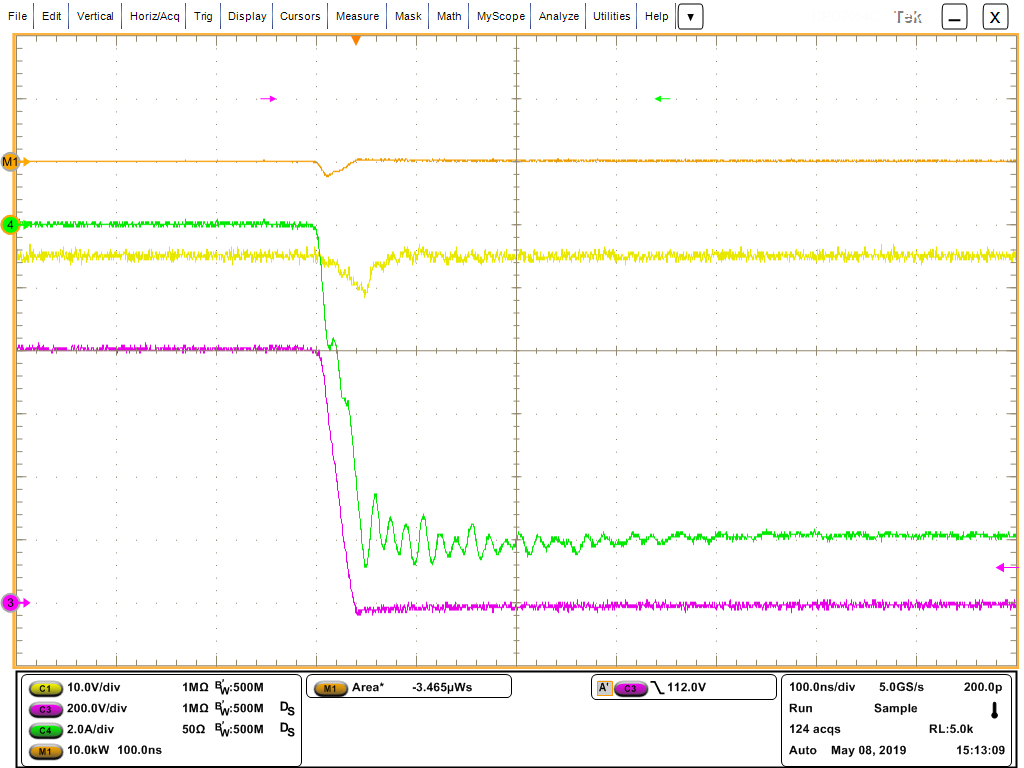 File Edit Vertical Horiz/Acq Trig Display Cursors Measure Mask Math MyScope Analyze Utilities Help Tek X
M1
4
3
C1 10.0V/div 1MΩ BW:500M
C3 200.0V/div 1MΩ BW:500M DS
C4 2.0A/div 50Ω BW:500M DS
M1 10.0kW 100.0ns
M1 Area* -3.465µWs
A' C3 112.0V
100.0ns/div 5.0GS/s 200.0p
Run Sample
124 acqs RL:5.0k
Auto May 08, 2019 15:13:09